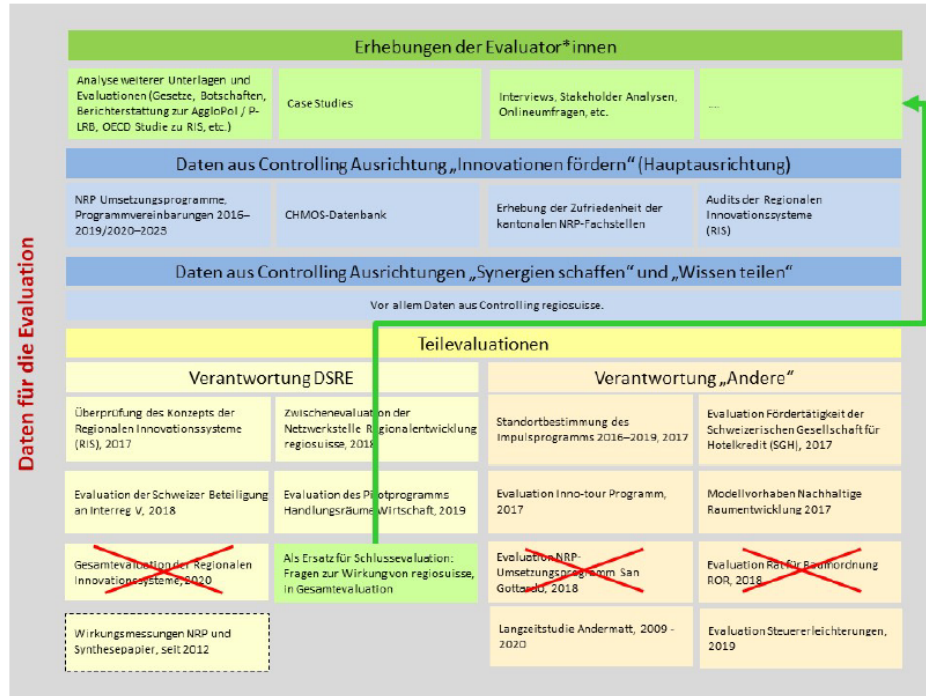 Daten für die Evaluation
Erhebungen der Evaluator*innen
Analyse weiterer Unterlagen und
Evaluationen (Gesetze, Botschaften,
Berichterstattung zur AggloPol / P-
LRB, OECD Studie zu RIS, etc.)
Case Studies
Interviews, Stakeholder Analysen,
Onlineumfragen, etc.
....
Daten aus Controlling Ausrichtung „Innovationen fördern“ (Hauptausrichtung)
NRP Umsetzungsprogramme,
Programmvereinbarungen 2016–
2019/2020–2023
CHMOS-Datenbank
Erhebung der Zufriedenheit der
kantonalen NRP-Fachstellen
Audits der Regionalen
Innovationssysteme
(RIS)
Daten aus Controlling Ausrichtungen „Synergien schaffen“ und „Wissen teilen“
Vor allem Daten aus Controlling regiosuisse.
Teilevaluationen
Verantwortung DSRE
Verantwortung „Andere“
Überprüfung des Konzepts der
Regionalen Innovationssysteme
(RIS), 2017
Zwischenevaluation der
Netzwerkstelle Regionalentwicklung
regiosuisse, 2018
Standortbestimmung des
Impulsprogramms 2016–2019, 2017
Evaluation Fördertätigkeit der
Schweizerischen Gesellschaft für
Hotelkredit (SGH), 2017
Evaluation der Schweizer Beteiligung
an Interreg V, 2018
Evaluation des Pilotprogramms
Handlungsräume Wirtschaft, 2019
Evaluation Inno-tour Programm,
2017
Modellvorhaben Nachhaltige
Raumentwicklung 2017
Gesamtevaluation der Regionalen
Innovationssysteme, 2020
Als Ersatz für Schlussevaluation:
Fragen zur Wirkung von regiosuisse,
in Gesamtevaluation
Evaluation NRP-
Umsetzungsprogramm San
Gottardo, 2018
Evaluation Rat für Raumordnung
ROR, 2018
Wirkungsmessungen NRP und
Synthesepapier, seit 2012
Langzeitstudie Andermatt, 2009 -
2020
Evaluation Steuererleichterungen,
2019